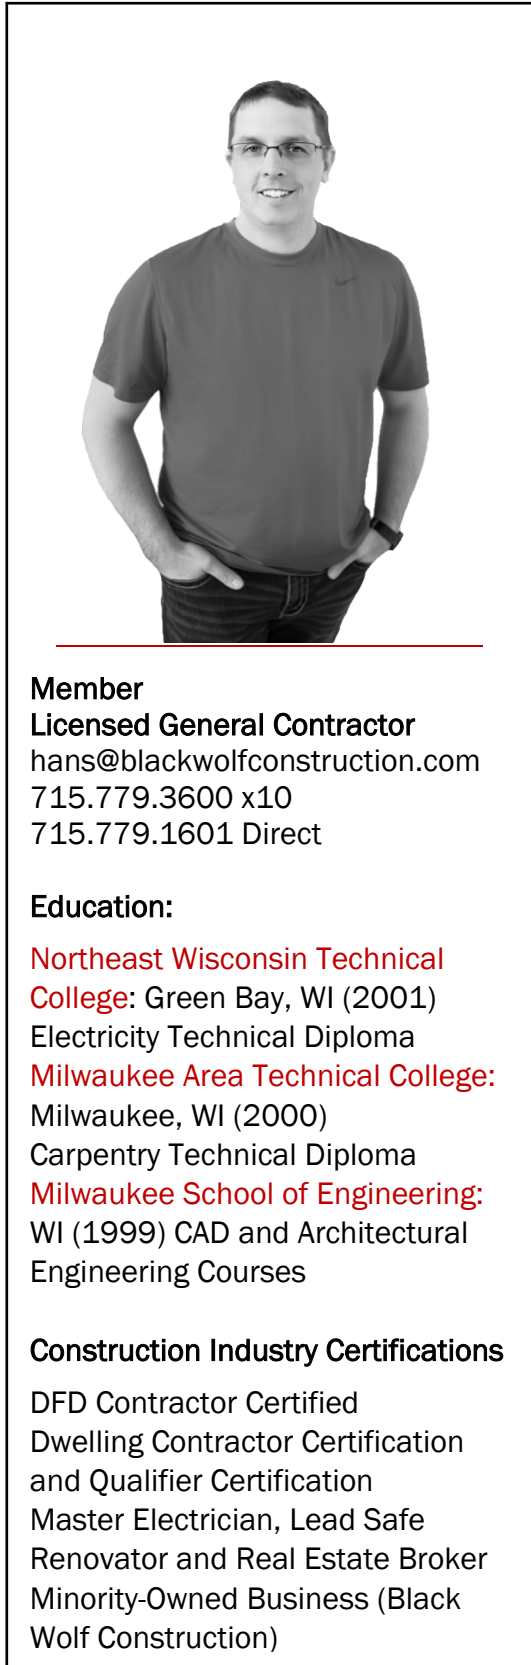 Member
Licensed General Contractor
hans@blackwolfconstruction.com
715.779.3600 x10
715.779.1601 Direct
Education:
Northeast Wisconsin Technical
College: Green Bay, WI (2001)
Electricity Technical Diploma
Milwaukee Area Technical College:
Milwaukee, WI (2000)
Carpentry Technical Diploma
Milwaukee School of Engineering:
WI (1999) CAD and Architectural
Engineering Courses
Construction Industry Certifications
DFD Contractor Certified
Dwelling Contractor Certification
and Qualifier Certification
Master Electrician, Lead Safe
Renovator and Real Estate Broker
Minority-Owned Business (Black
Wolf Construction)